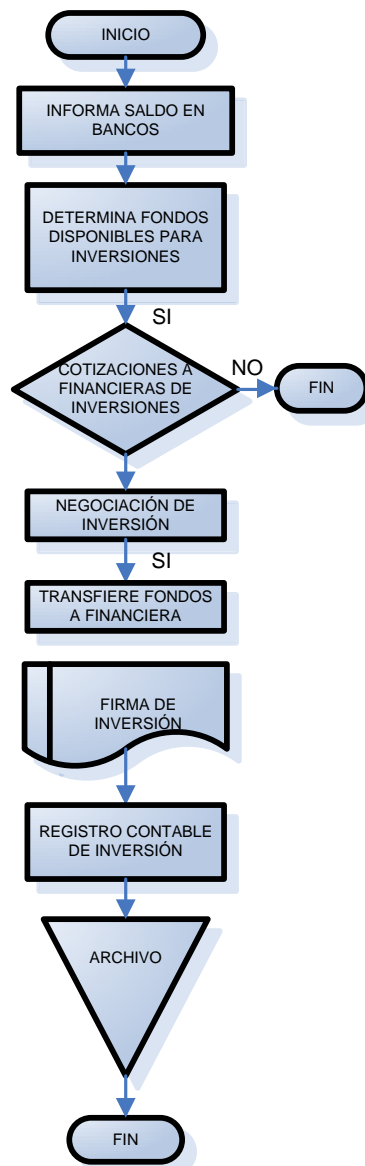 INICIO
INFORMA SALDO EN
BANCOS
DETERMINA FONDOS
DISPONIBLES PARA
INVERSIONES
SI
COTIZACIONES A
FINANCIERAS DE
INVERSIONES
NO
FIN
NEGOCIACIÓN DE
INVERSIÓN
SI
TRANSFIERE FONDOS
A FINANCIERA
FIRMA DE
INVERSIÓN
REGISTRO CONTABLE
DE INVERSIÓN
ARCHIVO
FIN